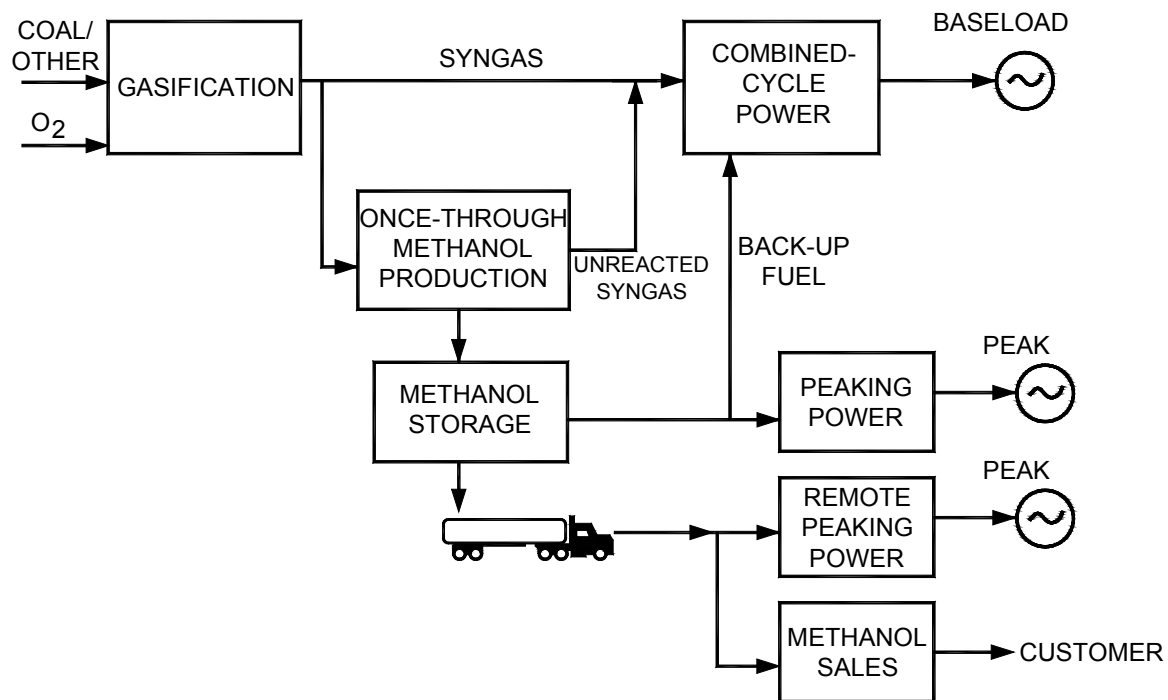 COAL/
OTHER
O2
GASIFICATION
SYNGAS
COMBINED-
CYCLE
POWER
BASELOAD
ONCE-THROUGH
METHANOL
PRODUCTION
UNREACTED
SYNGAS
BACK-UP
FUEL
METHANOL
STORAGE
PEAKING
POWER
PEAK
REMOTE
PEAKING
POWER
PEAK
METHANOL
SALES
CUSTOMER